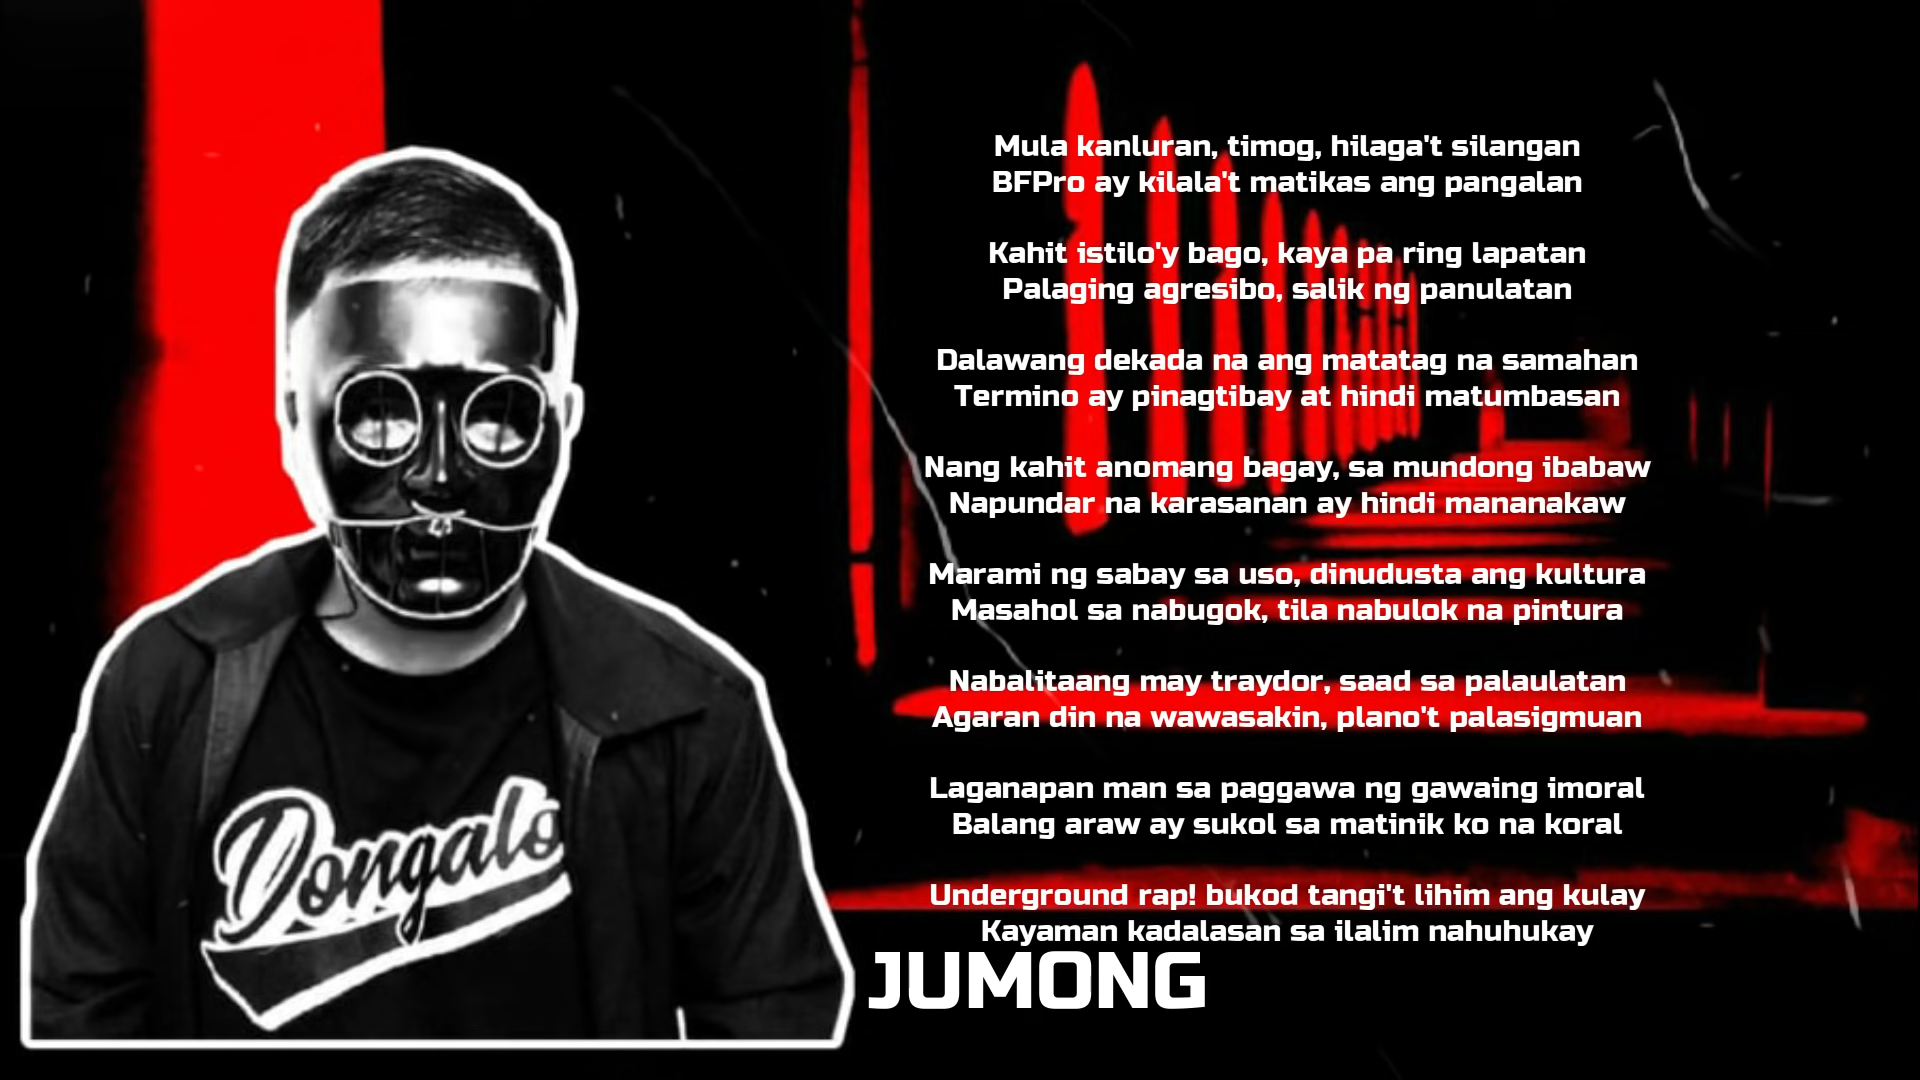 Mula kanluran, timog, hilaga't silangan
BFPro ay kilala't matikas ang pangalan
Kahit istilo'y bago, kaya pa ring lapatan
Palaging agresibo, salik ng panulatan
Dalawang dekada na ang matatag na samahan
Termino ay pinagtibay at hindi matumbasan
Nang kahit anomang bagay, sa mundong ibabaw
Napundar na karasanan ay hindi mananakaw
Marami ng sabay sa uso, dinudusta ang kultura
Masahol sa nabugok, tila nabulok na pintura
Nabalitaang may traydor, saad sa palaulatan
Agaran din na wawasakin, plano't palasigmuan
Laganapan man sa paggawa ng gawaing imoral
Balang araw ay sukol sa matinik ko na koral
Underground rap! bukod tangi't lihim ang kulay
Kayaman kadalasan sa ilalim nahuhukay
JUMONG
Dongalo